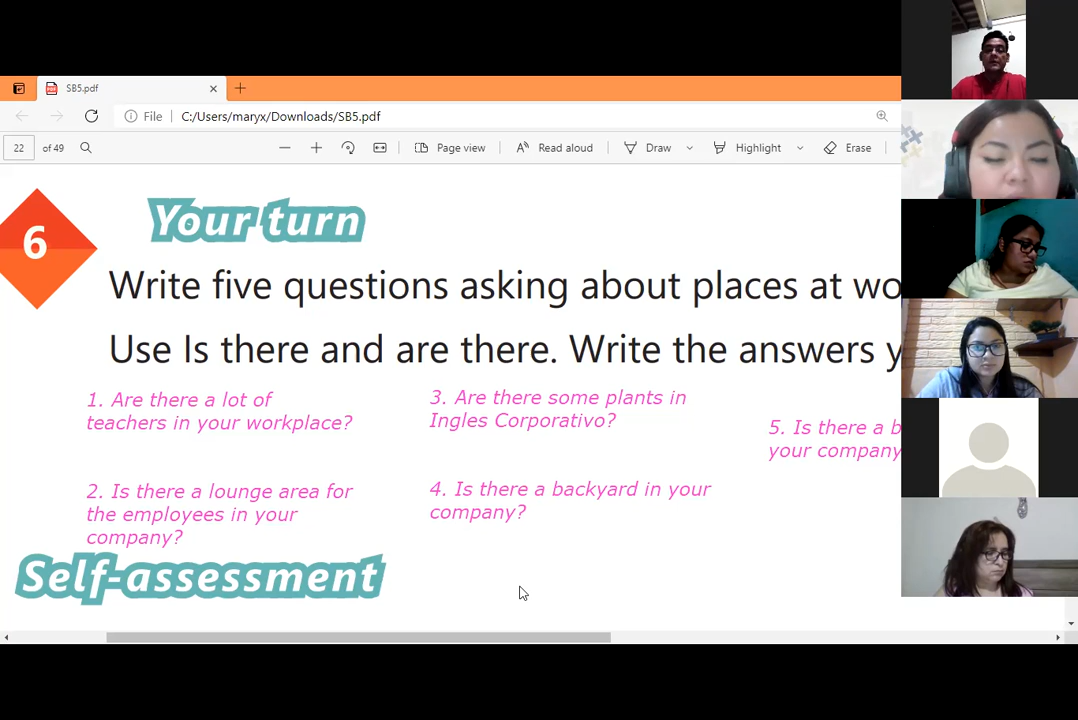 SB5.pdf
File C:/Users/maryx/Downloads/SB5.pdf
22 of 49 Page view Read aloud Draw Highlight Erase
6
Your turn
Write five questions asking about places at wo
Use Is there and are there. Write the answers y
1. Are there a lot of
teachers in your workplace?
2. Is there a lounge area for
the employees in your
company?
3. Are there some plants in
Ingles Corporativo?
4. Is there a backyard in your
company?
5. Is there a b
your company
Self-assessment